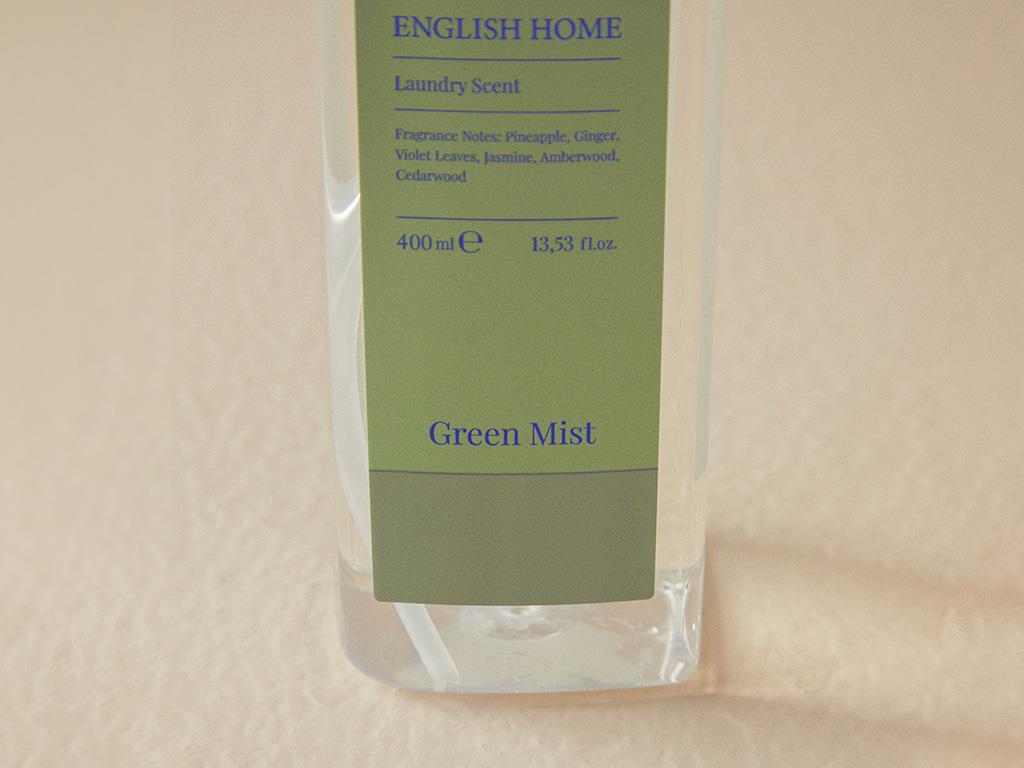 ENGLISH HOME
Laundry Scent
Fragrance Notes: Pineapple, Ginger,
Violet Leaves, Jasmine, Amberwood,
Cedarwood
400 ml ℮ 13,53 fl.oz.
Green Mist